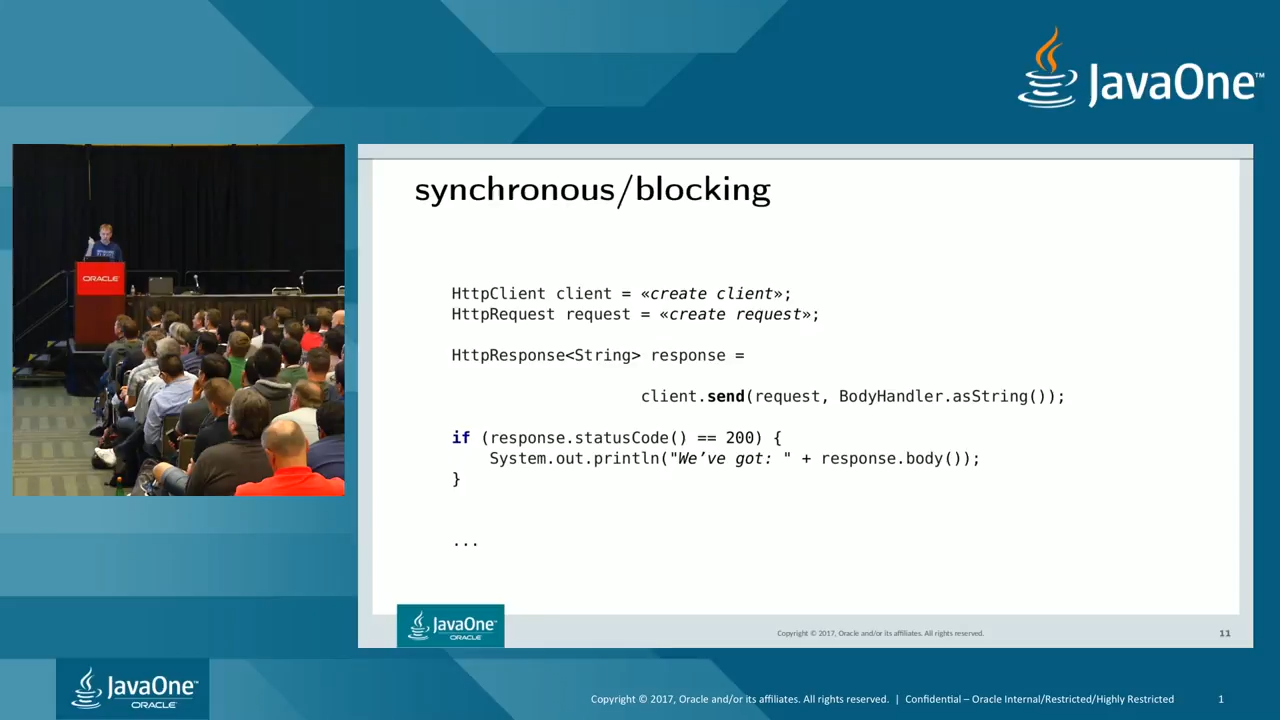 JavaOne™
ORACLE
synchronous/blocking
HttpClient client = «create client»;
HttpRequest request = «create request»;
HttpResponse<String> response =
client.send(request, BodyHandler.asString());
if (response.statusCode() == 200) {
System.out.println("We’ve got: " + response.body());
}
...
JavaOne™
ORACLE
Copyright © 2017, Oracle and/or its affiliates. All rights reserved.
11
JavaOne™
ORACLE
Copyright © 2017, Oracle and/or its affiliates. All rights reserved. | Confidential – Oracle Internal/Restricted/Highly Restricted
1